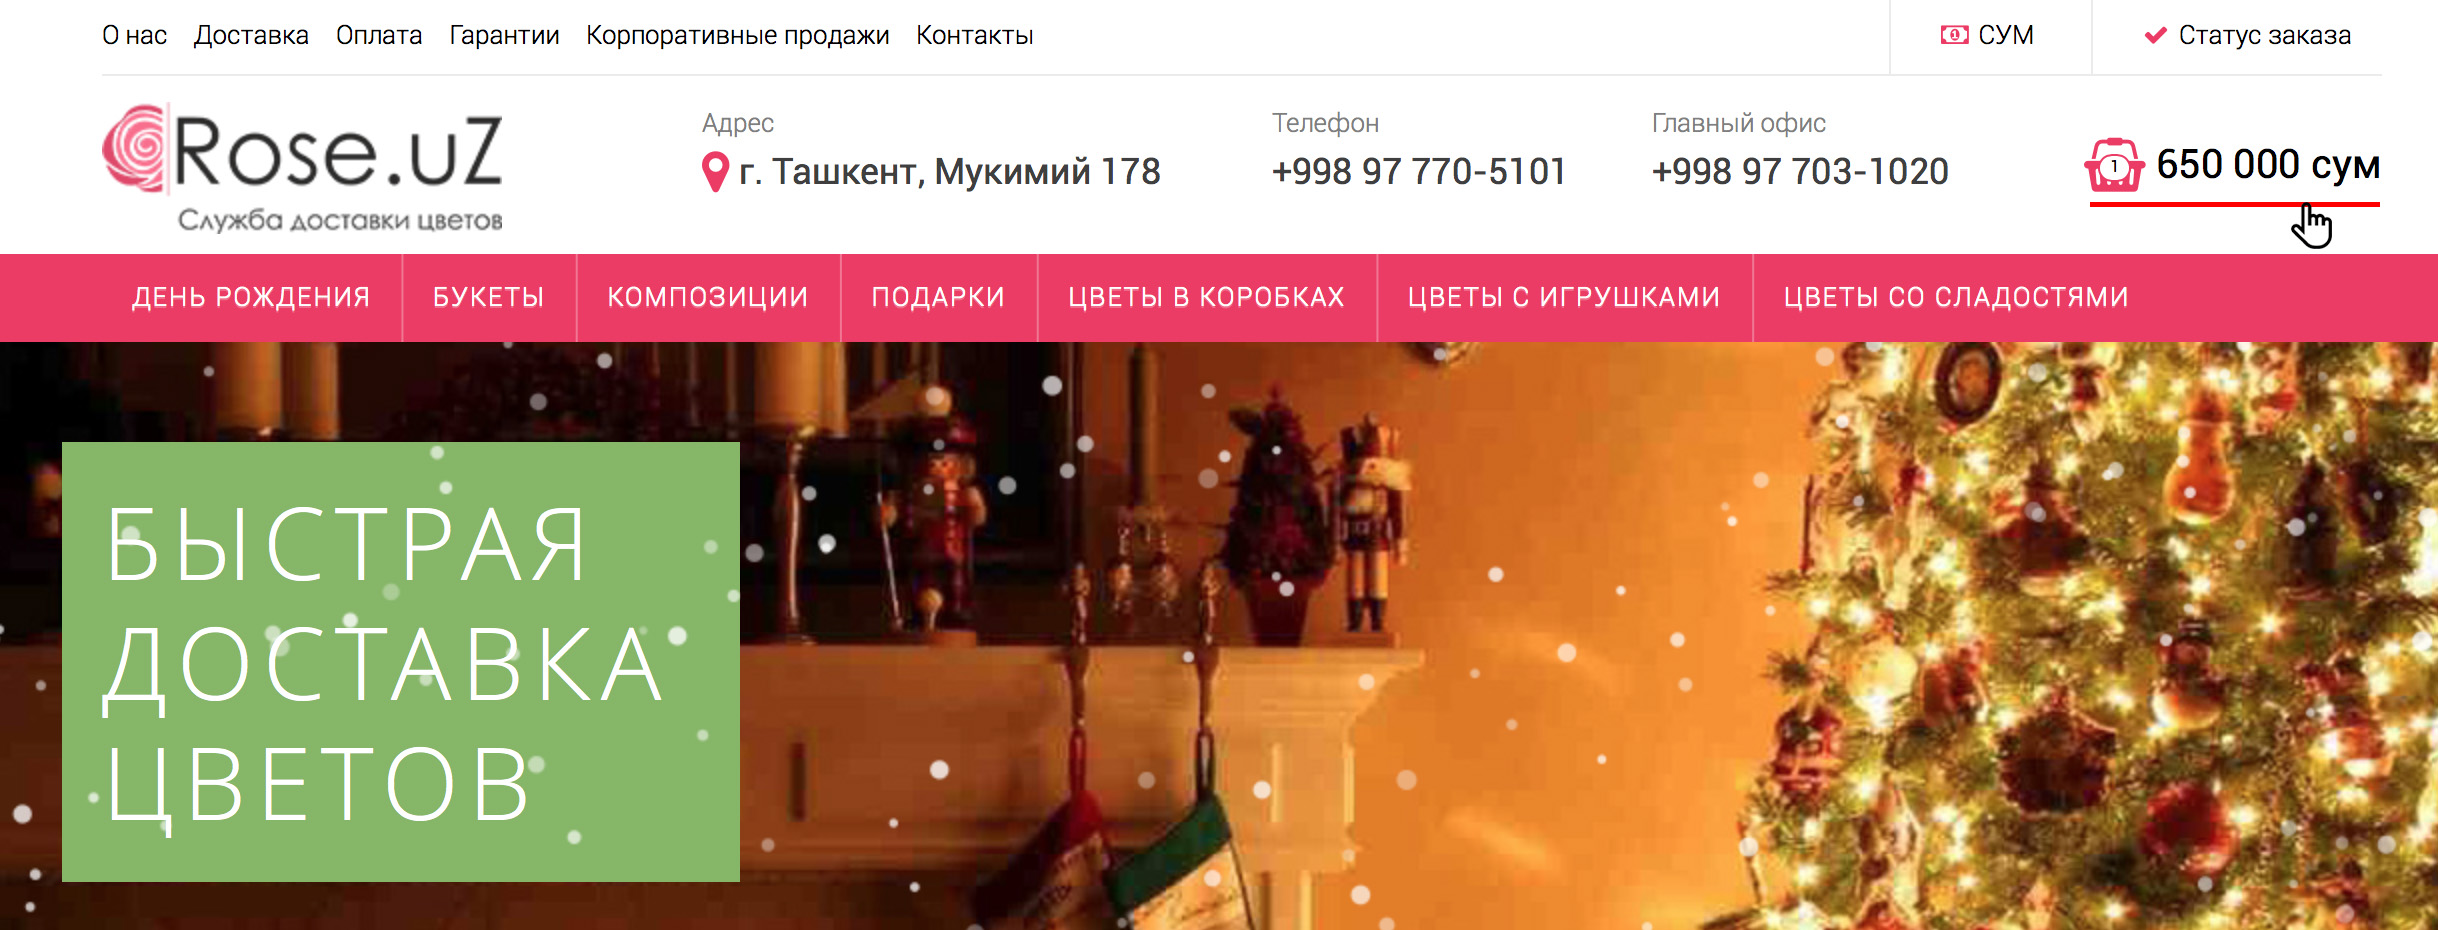 О нас Доставка Оплата Гарантии Корпоративные продажи Контакты СУМ Статус заказа
Rose.uZ
Служба доставки цветов
Адрес
г. Ташкент, Мукимий 178
Телефон
+998 97 770-5101
Главный офис
+998 97 703-1020
1
650 000 сум
ДЕНЬ РОЖДЕНИЯ БУКЕТЫ КОМПОЗИЦИИ ПОДАРКИ ЦВЕТЫ В КОРОБКАХ ЦВЕТЫ С ИГРУШКАМИ ЦВЕТЫ СО СЛАДОСТЯМИ
БЫСТРАЯ
ДОСТАВКА
ЦВЕТОВ